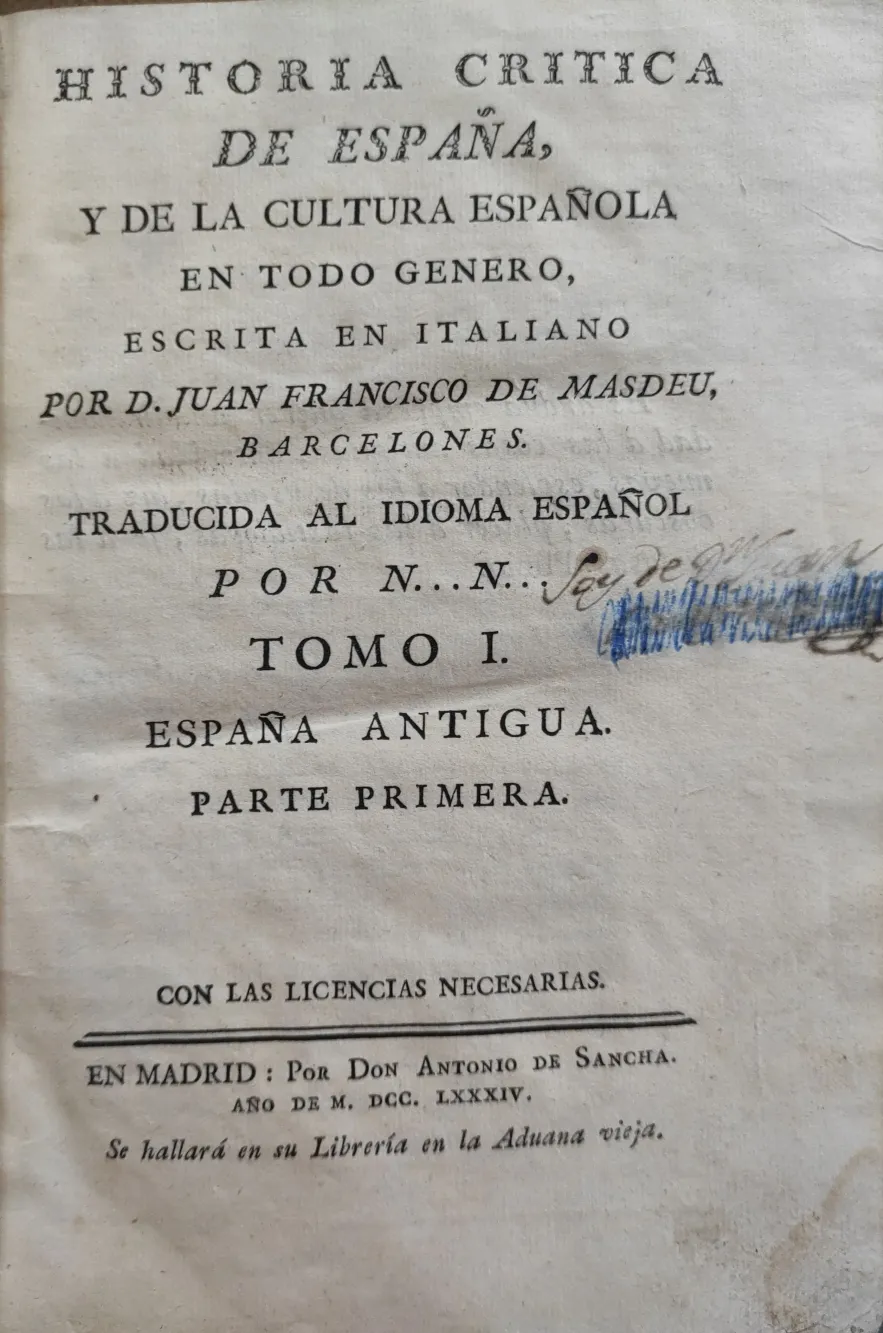 HISTORIA CRITICA
DE ESPAÑA,
Y DE LA CULTURA ESPAÑOLA
EN TODO GENERO,
ESCRITA EN ITALIANO
POR D. JUAN FRANCISCO DE MASDEU,
BARCELONES.
TRADUCIDA AL IDIOMA ESPAÑOL
POR N...N...
Soy de
TOMO I.
ESPAÑA ANTIGUA.
PARTE PRIMERA.
CON LAS LICENCIAS NECESARIAS.
EN MADRID : POR DON ANTONIO DE SANCHA.
AÑO DE M. DCC. LXXXIV.
Se hallará en su Librería en la Aduana vieja.